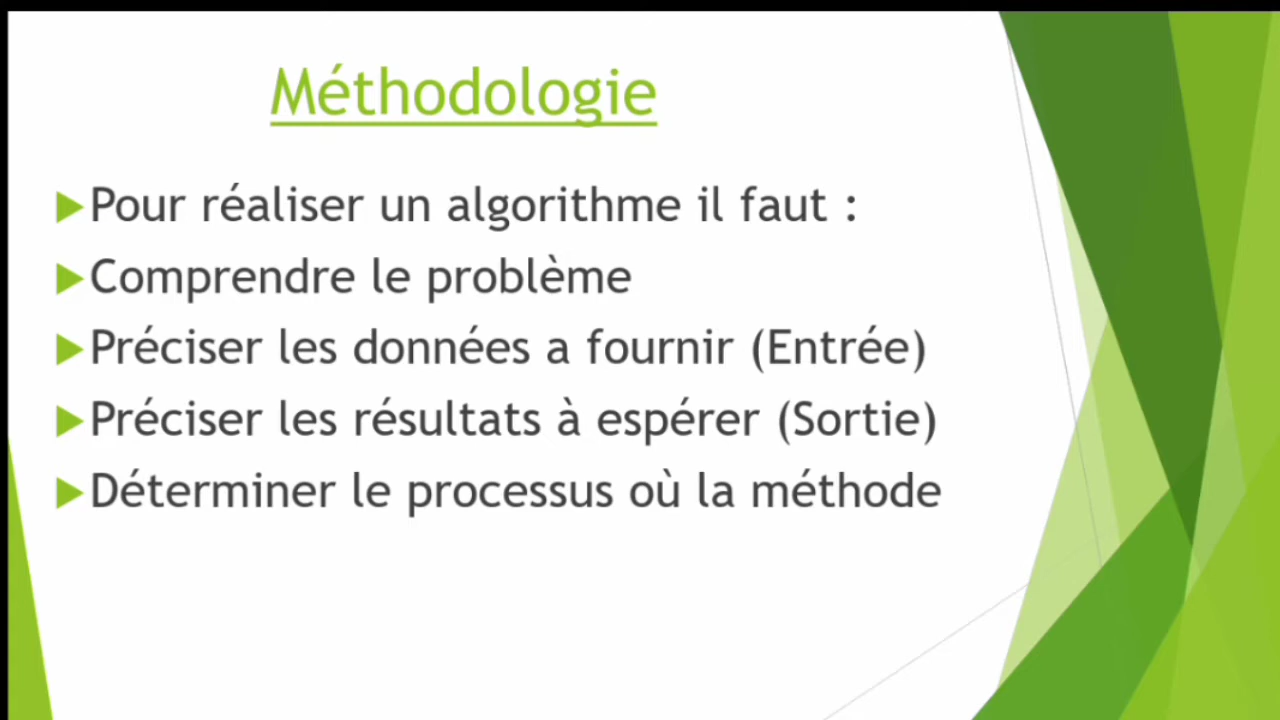 Méthodologie
Pour réaliser un algorithme il faut :
Comprendre le problème
Préciser les données a fournir (Entrée)
Préciser les résultats à espérer (Sortie)
Déterminer le processus où la méthode